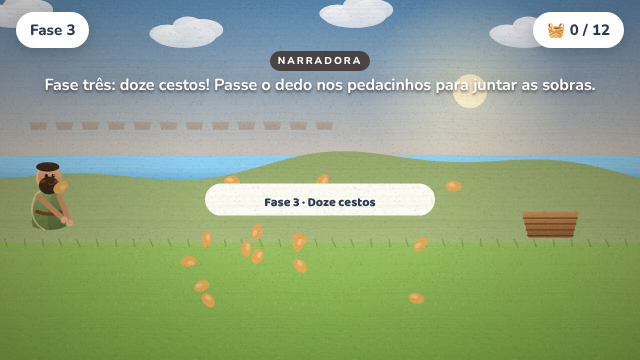 Fase 3
0 / 12
NARRADORA
Fase três: doze cestos! Passe o dedo nos pedacinhos para juntar as sobras.
Fase 3 · Doze cestos